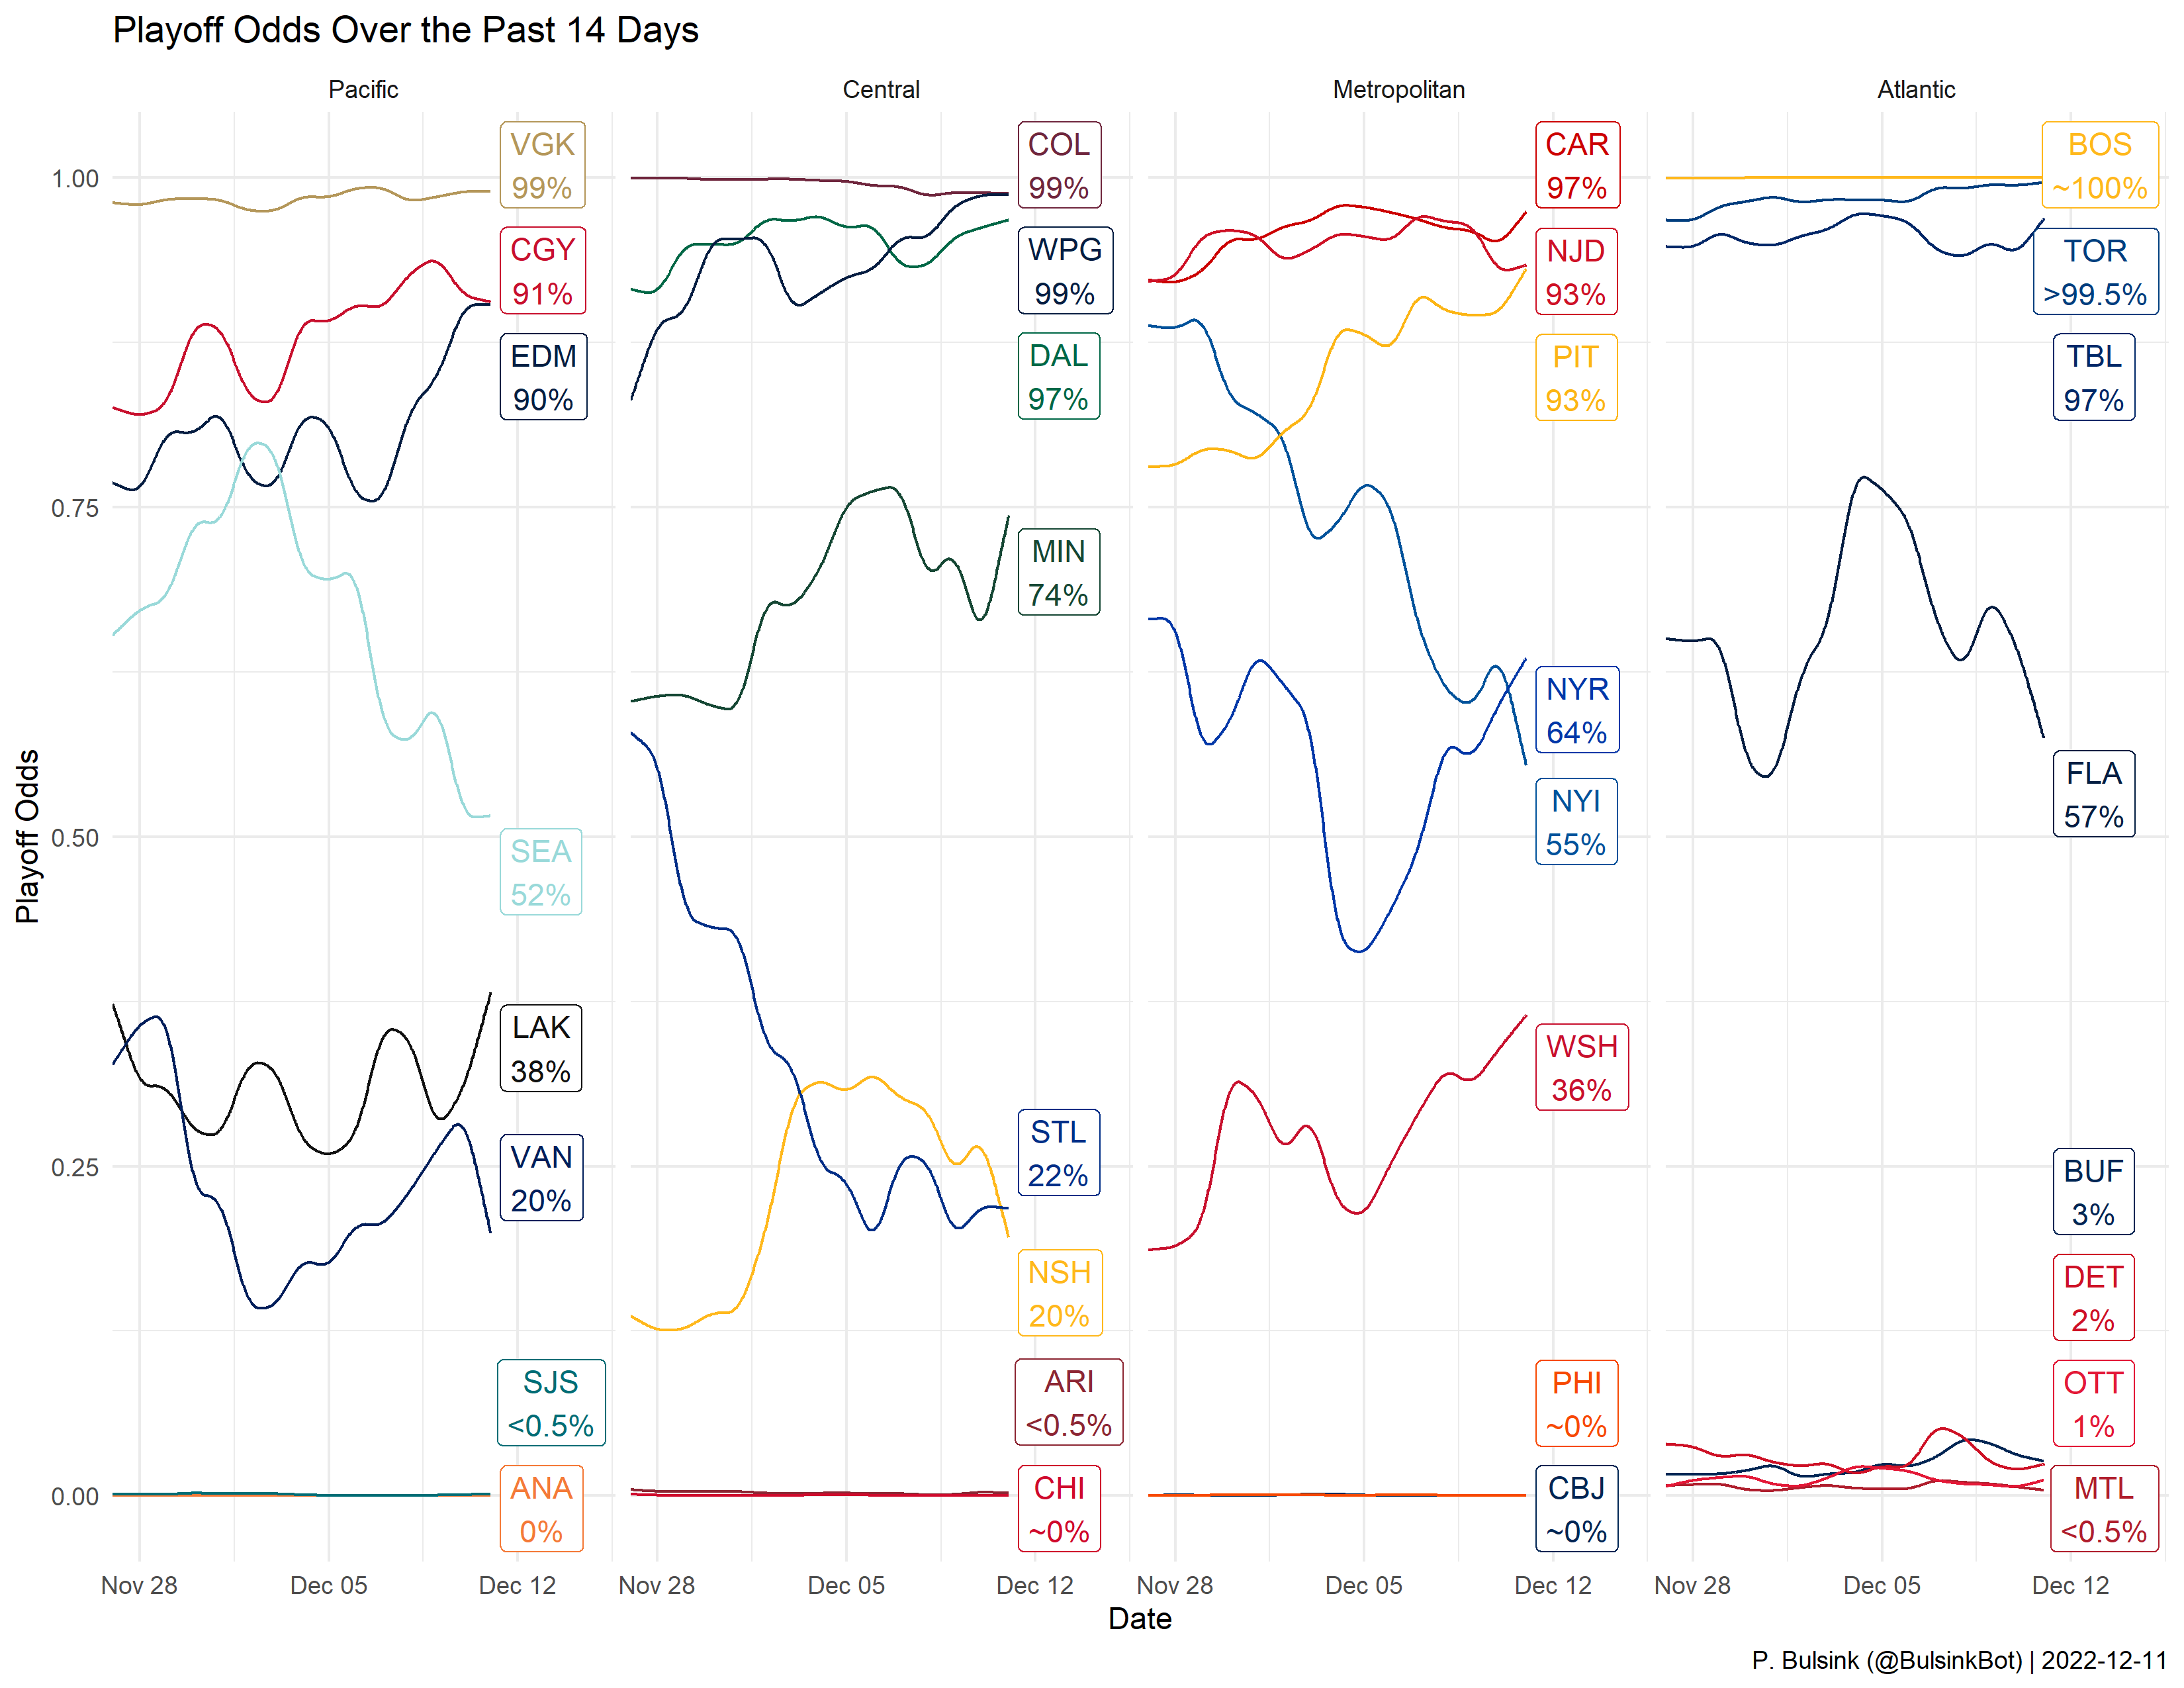 Playoff Odds Over the Past 14 Days
Pacific
Central
Metropolitan
Atlantic
Playoff Odds
1.00
0.75
0.50
0.25
0.00
VGK
99%
CGY
91%
EDM
90%
SEA
52%
LAK
38%
VAN
20%
SJS
<0.5%
ANA
0%
COL
99%
WPG
99%
DAL
97%
MIN
74%
STL
22%
NSH
20%
ARI
<0.5%
CHI
~0%
CAR
97%
NJD
93%
PIT
93%
NYR
64%
NYI
55%
WSH
36%
PHI
~0%
CBJ
~0%
BOS
~100%
TOR
>99.5%
TBL
97%
FLA
57%
BUF
3%
DET
2%
OTT
1%
MTL
<0.5%
Nov 28 Dec 05 Dec 12
Nov 28 Dec 05 Dec 12
Nov 28 Dec 05 Dec 12
Nov 28 Dec 05 Dec 12
Date
P. Bulsink (@BulsinkBot) | 2022-12-11